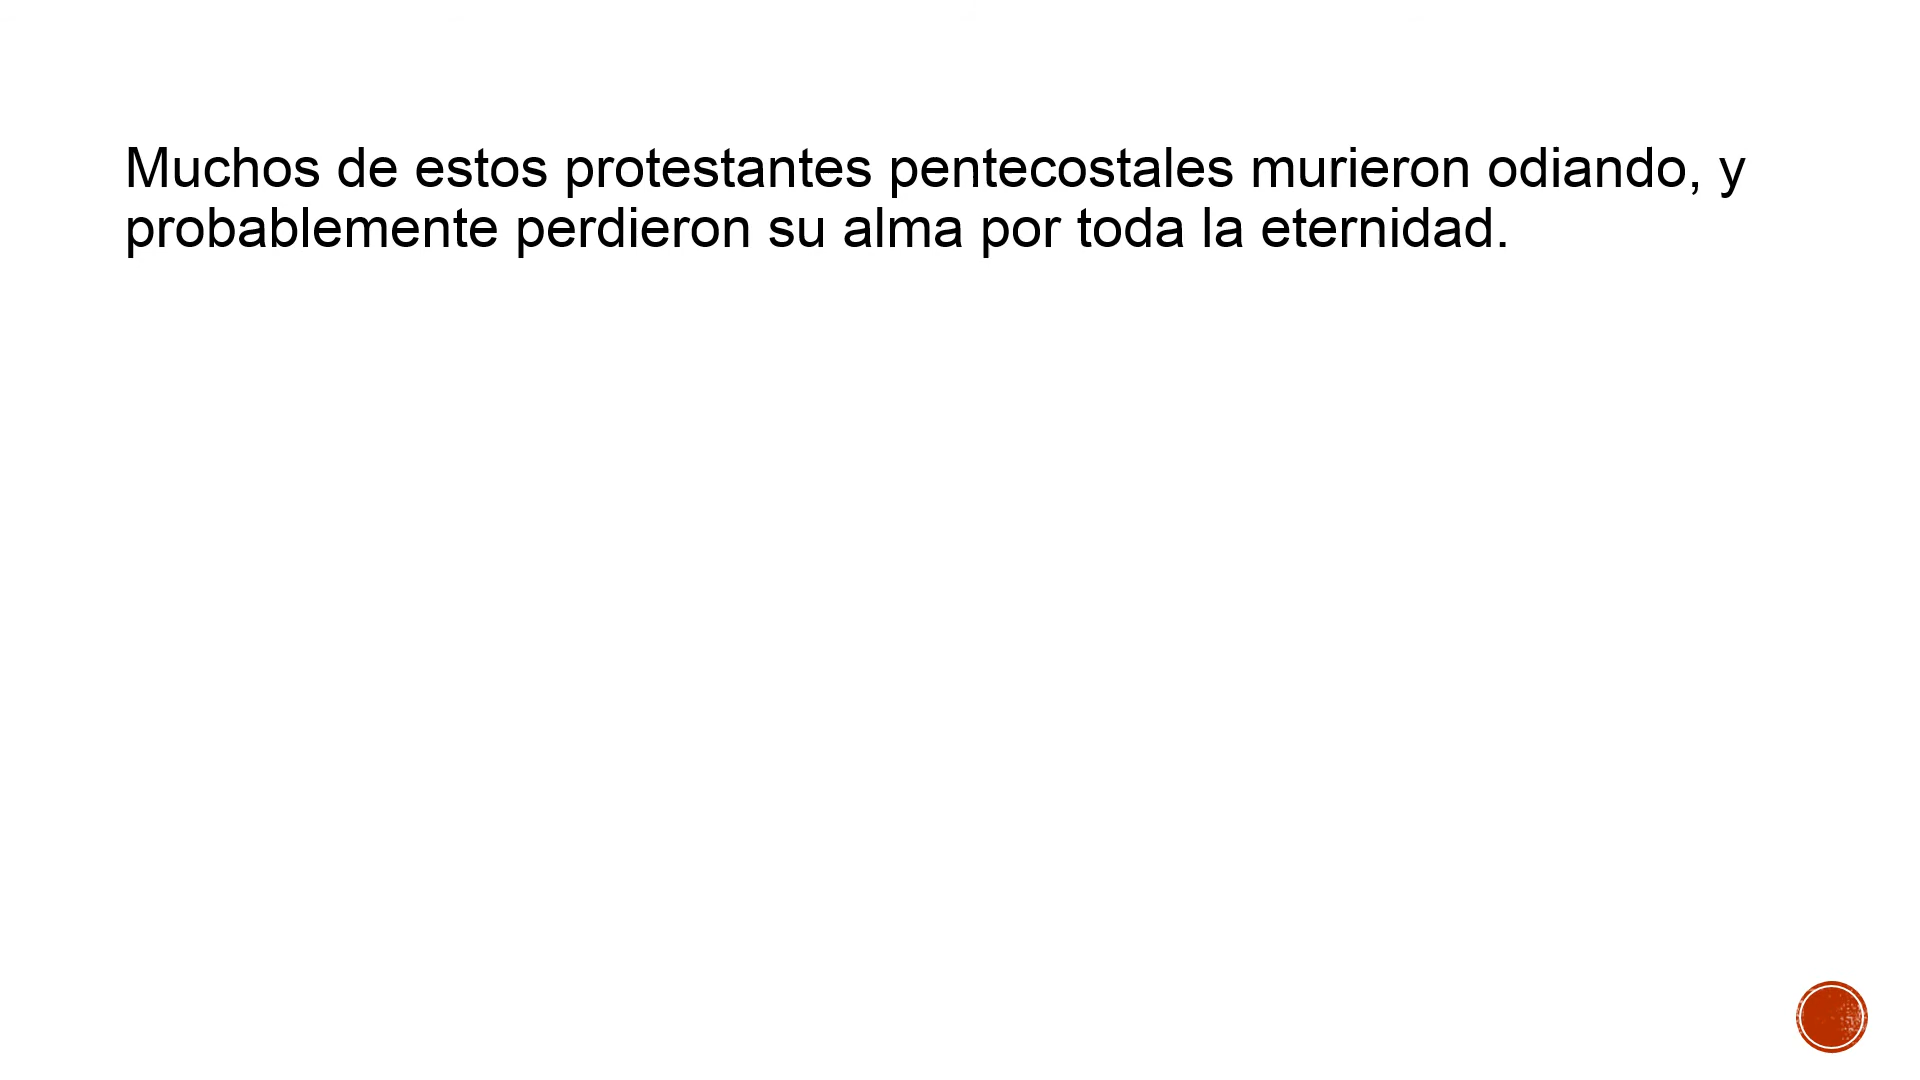 Muchos de estos protestantes pentecostales murieron odiando, y
probablemente perdieron su alma por toda la eternidad.